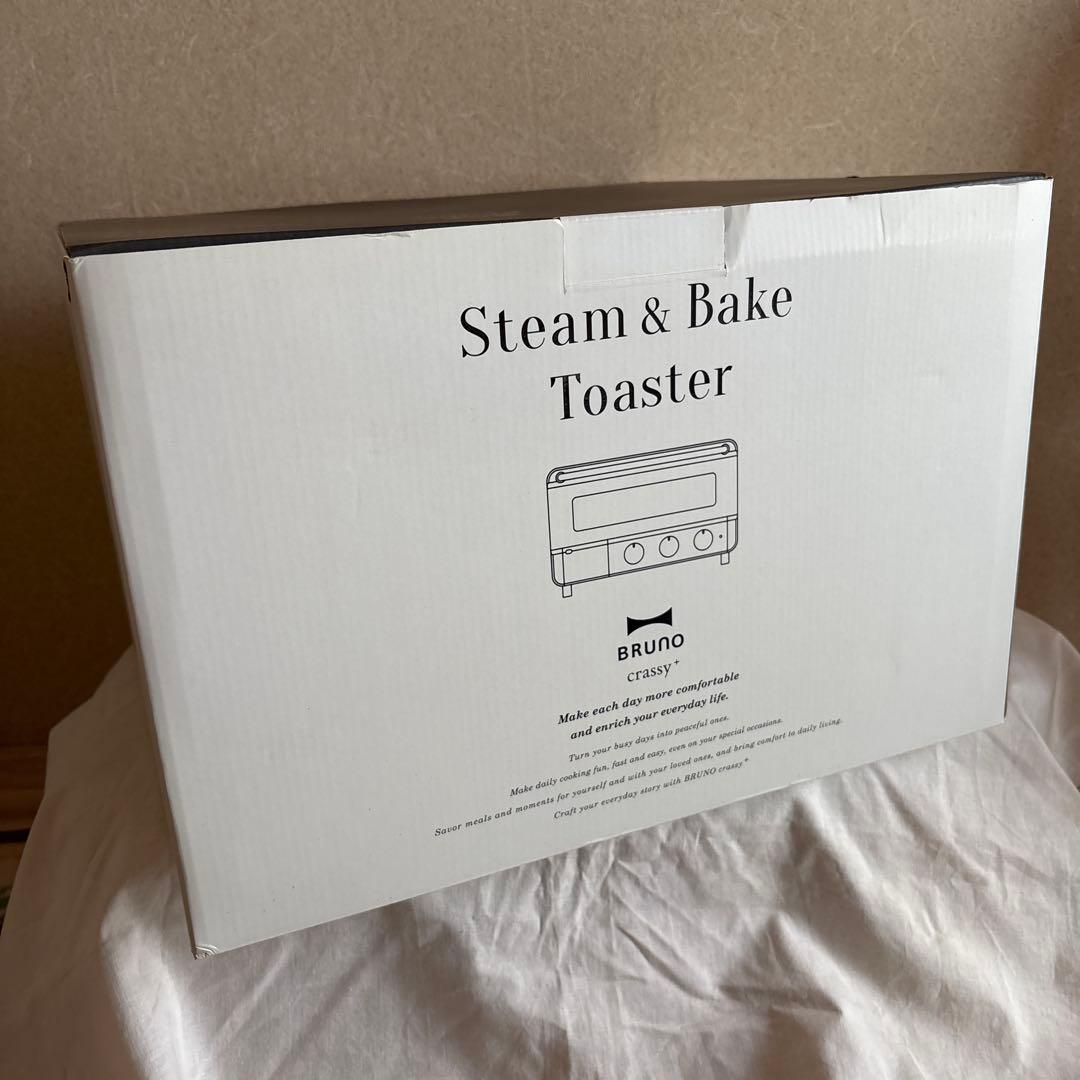 Steam & Bake
Toaster
BRUNO
crassy+
Make each day more comfortable
and enrich your everyday life.
Turn your busy days into peaceful ones.
Make daily cooking fun, fast and easy, even on your special occasions.
Savor meals and moments for yourself and with your loved ones, and bring comfort to daily living.
Craft your everyday story with BRUNO crassy+